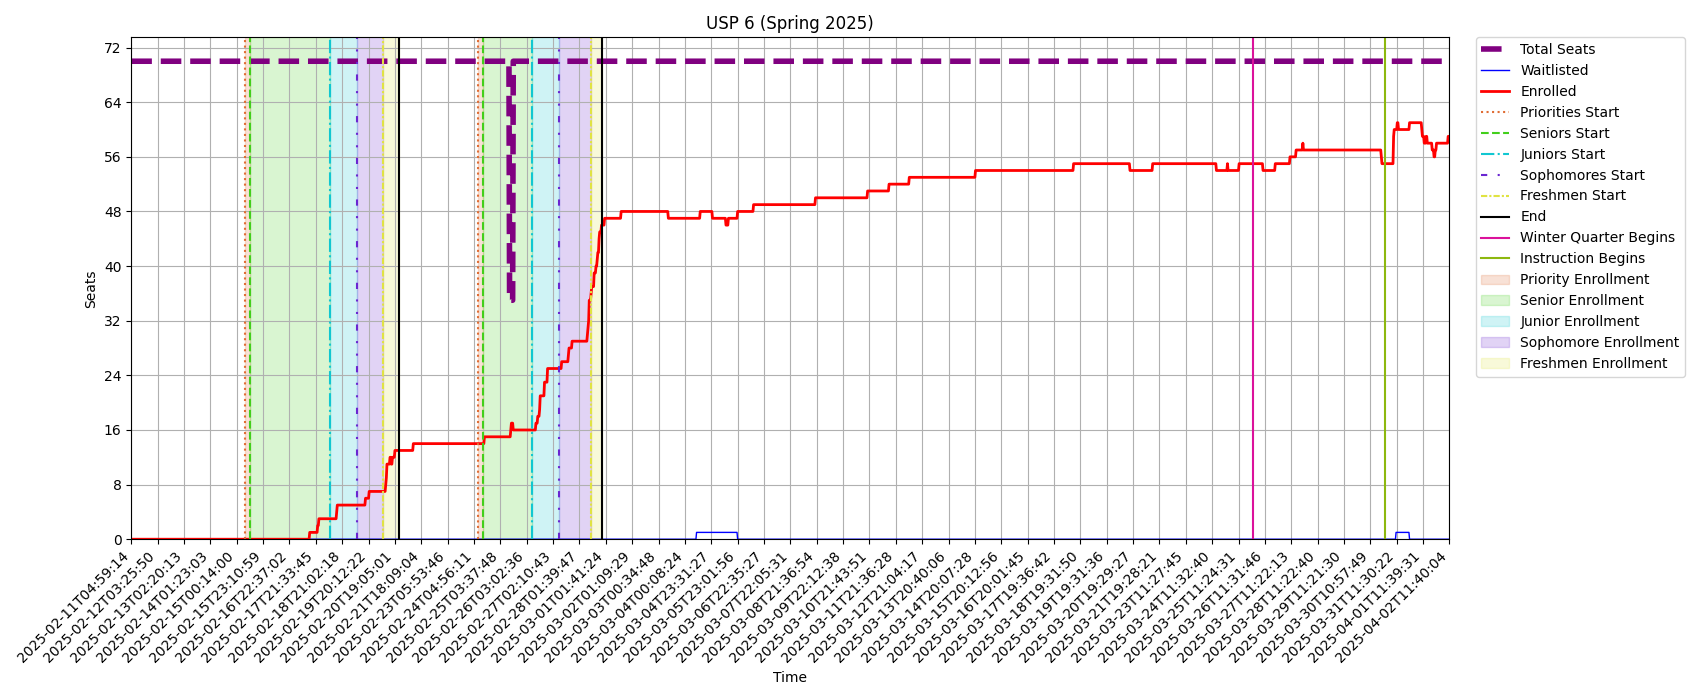 USP 6 (Spring 2025)
Seats
72
64
56
48
40
32
24
16
8
0
2025-02-11T04:59:14
2025-02-12T03:25:50
2025-02-13T02:20:13
2025-02-14T01:23:03
2025-02-15T00:14:00
2025-02-15T23:10:59
2025-02-16T22:37:02
2025-02-17T21:33:45
2025-02-18T21:02:18
2025-02-19T20:12:22
2025-02-20T19:05:01
2025-02-21T18:09:04
2025-02-23T05:53:46
2025-02-24T04:56:11
2025-02-25T03:37:48
2025-02-26T03:02:36
2025-02-27T02:10:43
2025-02-28T01:39:47
2025-03-01T01:41:24
2025-03-02T01:09:29
2025-03-03T00:34:48
2025-03-04T00:08:24
2025-03-04T23:31:27
2025-03-05T23:01:56
2025-03-06T22:35:27
2025-03-07T22:05:31
2025-03-08T21:36:54
2025-03-09T22:12:38
2025-03-10T21:43:51
2025-03-11T21:36:28
2025-03-12T21:04:17
2025-03-13T20:40:06
2025-03-14T20:07:28
2025-03-15T20:12:56
2025-03-16T20:01:45
2025-03-17T19:36:42
2025-03-18T19:31:50
2025-03-19T19:31:36
2025-03-20T19:29:27
2025-03-21T19:28:21
2025-03-23T11:27:45
2025-03-24T11:32:40
2025-03-25T11:24:31
2025-03-26T11:31:46
2025-03-27T11:22:13
2025-03-28T11:22:40
2025-03-29T11:21:30
2025-03-30T10:57:49
2025-03-31T11:30:22
2025-04-01T11:39:31
2025-04-02T11:40:04
Time
Total Seats
Waitlisted
Enrolled
Priorities Start
Seniors Start
Juniors Start
Sophomores Start
Freshmen Start
End
Winter Quarter Begins
Instruction Begins
Priority Enrollment
Senior Enrollment
Junior Enrollment
Sophomore Enrollment
Freshmen Enrollment